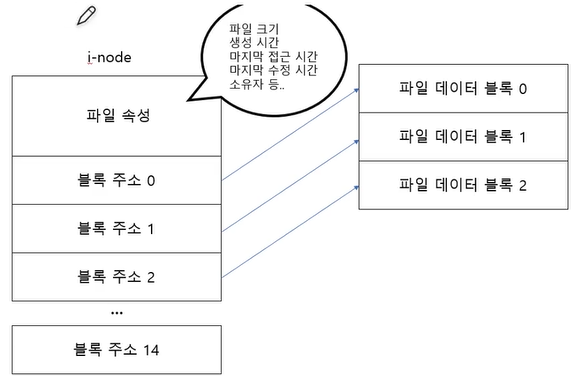 파일 크기
생성 시간
마지막 접근 시간
마지막 수정 시간
소유자 등..
i-node
파일 속성
블록 주소 0
블록 주소 1
블록 주소 2
...
블록 주소 14
파일 데이터 블록 0
파일 데이터 블록 1
파일 데이터 블록 2